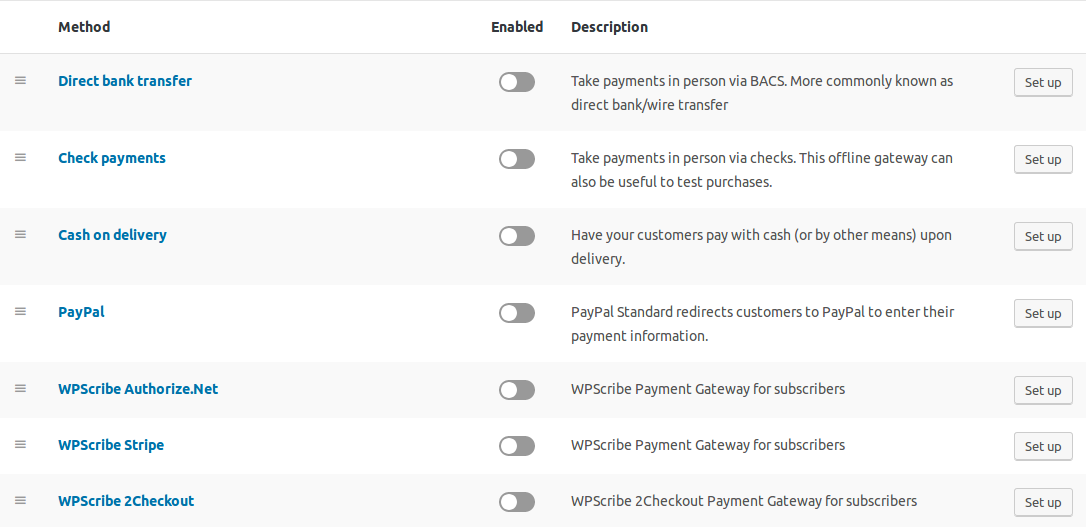 Method Enabled Description
Direct bank transfer Take payments in person via BACS. More commonly known as Set up
direct bank/wire transfer
Check payments Take payments in person via checks. This offline gateway can Set up
also be useful to test purchases.
Cash on delivery Have your customers pay with cash (or by other means) upon Set up
delivery.
PayPal PayPal Standard redirects customers to PayPal to enter their Set up
payment information.
WPScribe Authorize.Net WPScribe Payment Gateway for subscribers Set up
WPScribe Stripe WPScribe Payment Gateway for subscribers Set up
WPScribe 2Checkout WPScribe 2Checkout Payment Gateway for subscribers Set up